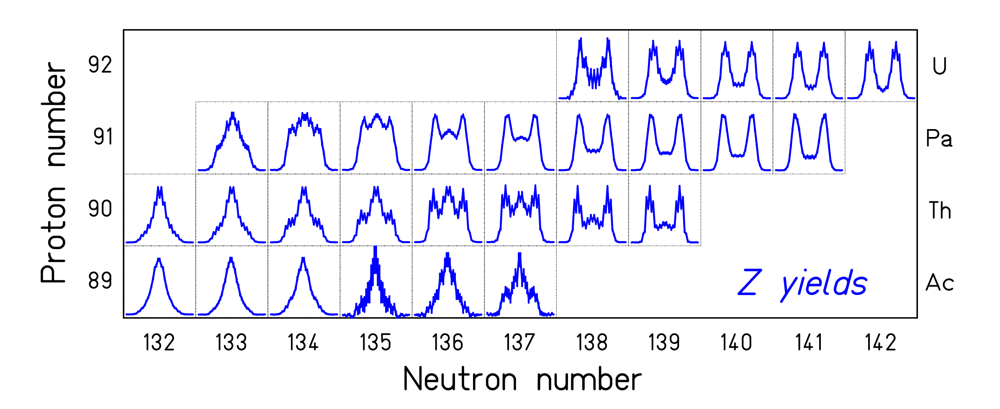 Proton number
92
91
90
89
U
Pa
Th
Ac
Z yields
132 133 134 135 136 137 138 139 140 141 142
Neutron number